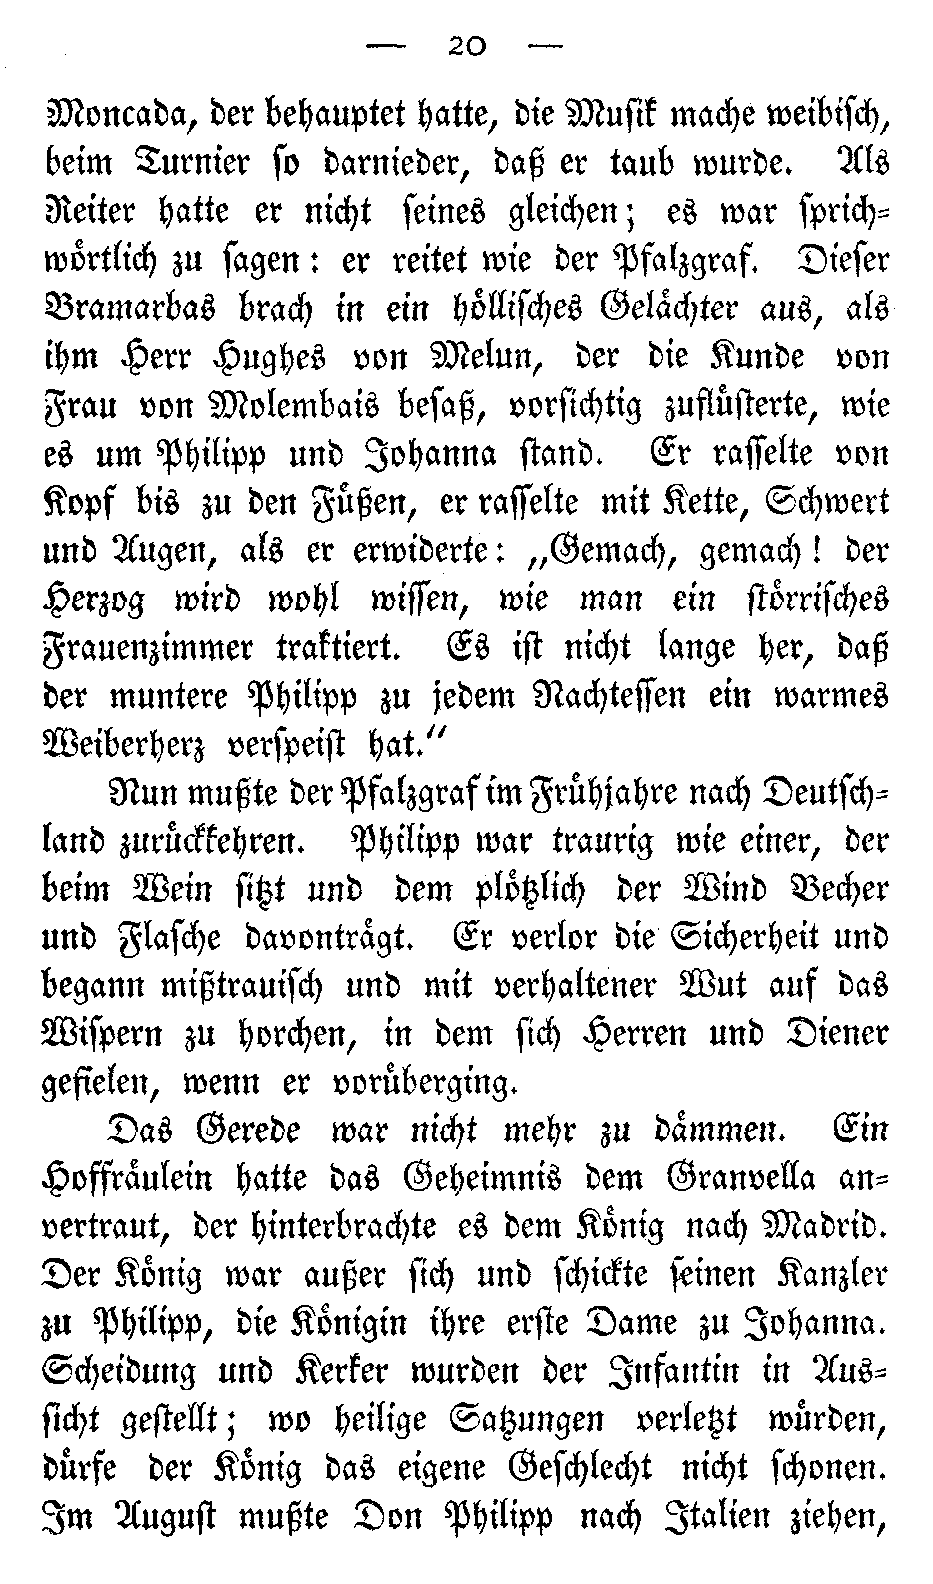 — 20 —
Moncada, der behauptet hatte, die Musik mache weibisch,
beim Turnier so darnieder, daß er taub wurde. Als
Reiter hatte er nicht seines gleichen; es war sprich-
wörtlich zu sagen: er reitet wie der Pfalzgraf. Dieser
Bramarbas brach in ein höllisches Gelächter aus, als
ihm Herr Hughes von Melun, der die Kunde von
Frau von Molembais besaß, vorsichtig zuflüsterte, wie
es um Philipp und Johanna stand. Er rasselte von
Kopf bis zu den Füßen, er rasselte mit Kette, Schwert
und Augen, als er erwiderte: „Gemach, gemach! der
Herzog wird wohl wissen, wie man ein störrisches
Frauenzimmer traktiert. Es ist nicht lange her, daß
der muntere Philipp zu jedem Nachtessen ein warmes
Weiberherz verspeist hat.“
Nun mußte der Pfalzgraf im Frühjahre nach Deutsch-
land zurückkehren. Philipp war traurig wie einer, der
beim Wein sitzt und dem plötzlich der Wind Becher
und Flasche davonträgt. Er verlor die Sicherheit und
begann mißtrauisch und mit verhaltener Wut auf das
Wispern zu horchen, in dem sich Herren und Diener
gefielen, wenn er vorüberging.
Das Gerede war nicht mehr zu dämmen. Ein
Hoffräulein hatte das Geheimnis dem Granvella an-
vertraut, der hinterbrachte es dem König nach Madrid.
Der König war außer sich und schickte seinen Kanzler
zu Philipp, die Königin ihre erste Dame zu Johanna.
Scheidung und Kerker wurden der Infantin in Aus-
sicht gestellt; wo heilige Satzungen verletzt würden,
dürfe der König das eigene Geschlecht nicht schonen.
Im August mußte Don Philipp nach Italien ziehen,